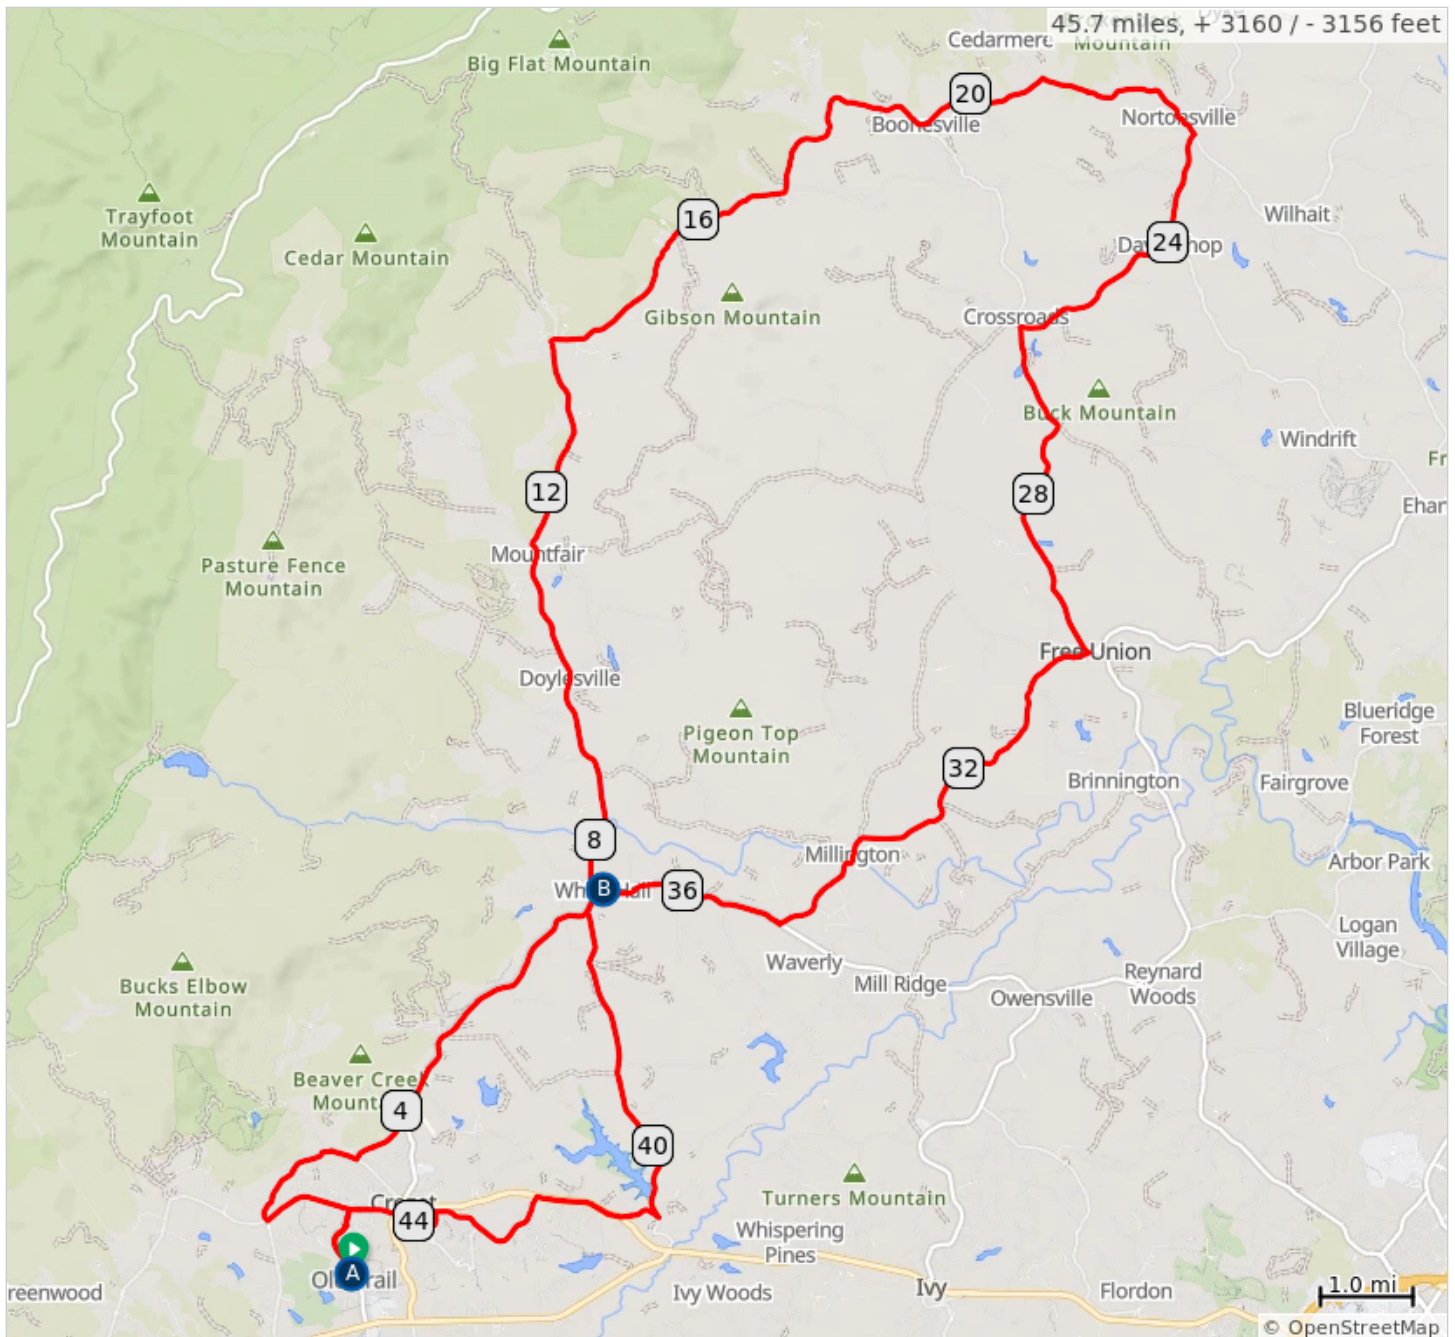 45.7 miles, + 3160 / - 3156 feet
Cedarmere
Mountain
Big Flat Mountain
20
Boonesville
Nortonsville
Trayfoot
Mountain
16
Wilhait
Cedar Mountain
24
Gibson Mountain
Crossroads
Buck Mountain
Windrift
12
28
Mountfair
Pasture Fence
Mountain
Free Union
Doylesville
Pigeon Top
Mountain
Blueridge
Forest
32
Brinnington
Fairgrove
8
Millington
Arbor Park
B
36
Logan
Village
Waverly
Mill Ridge
Reynard
Woods
Owensville
Bucks Elbow
Mountain
Beaver Creek
Mountain
4
40
Turners Mountain
Crozet
44
Whispering
Pines
A
Ivy Woods
Ivy
Flordon
1.0 mi
© OpenStreetMap